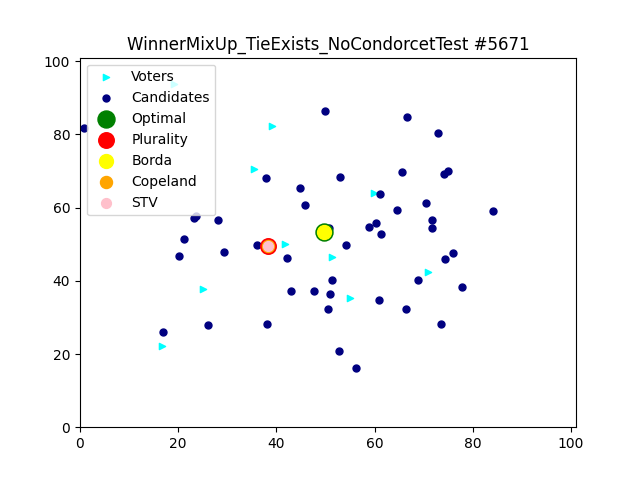 WinnerMixUp_TieExists_NoCondorcetTest #5671
100
80
60
40
20
0
Voters
Candidates
Optimal
Plurality
Borda
Copeland
STV
0 20 40 60 80 100